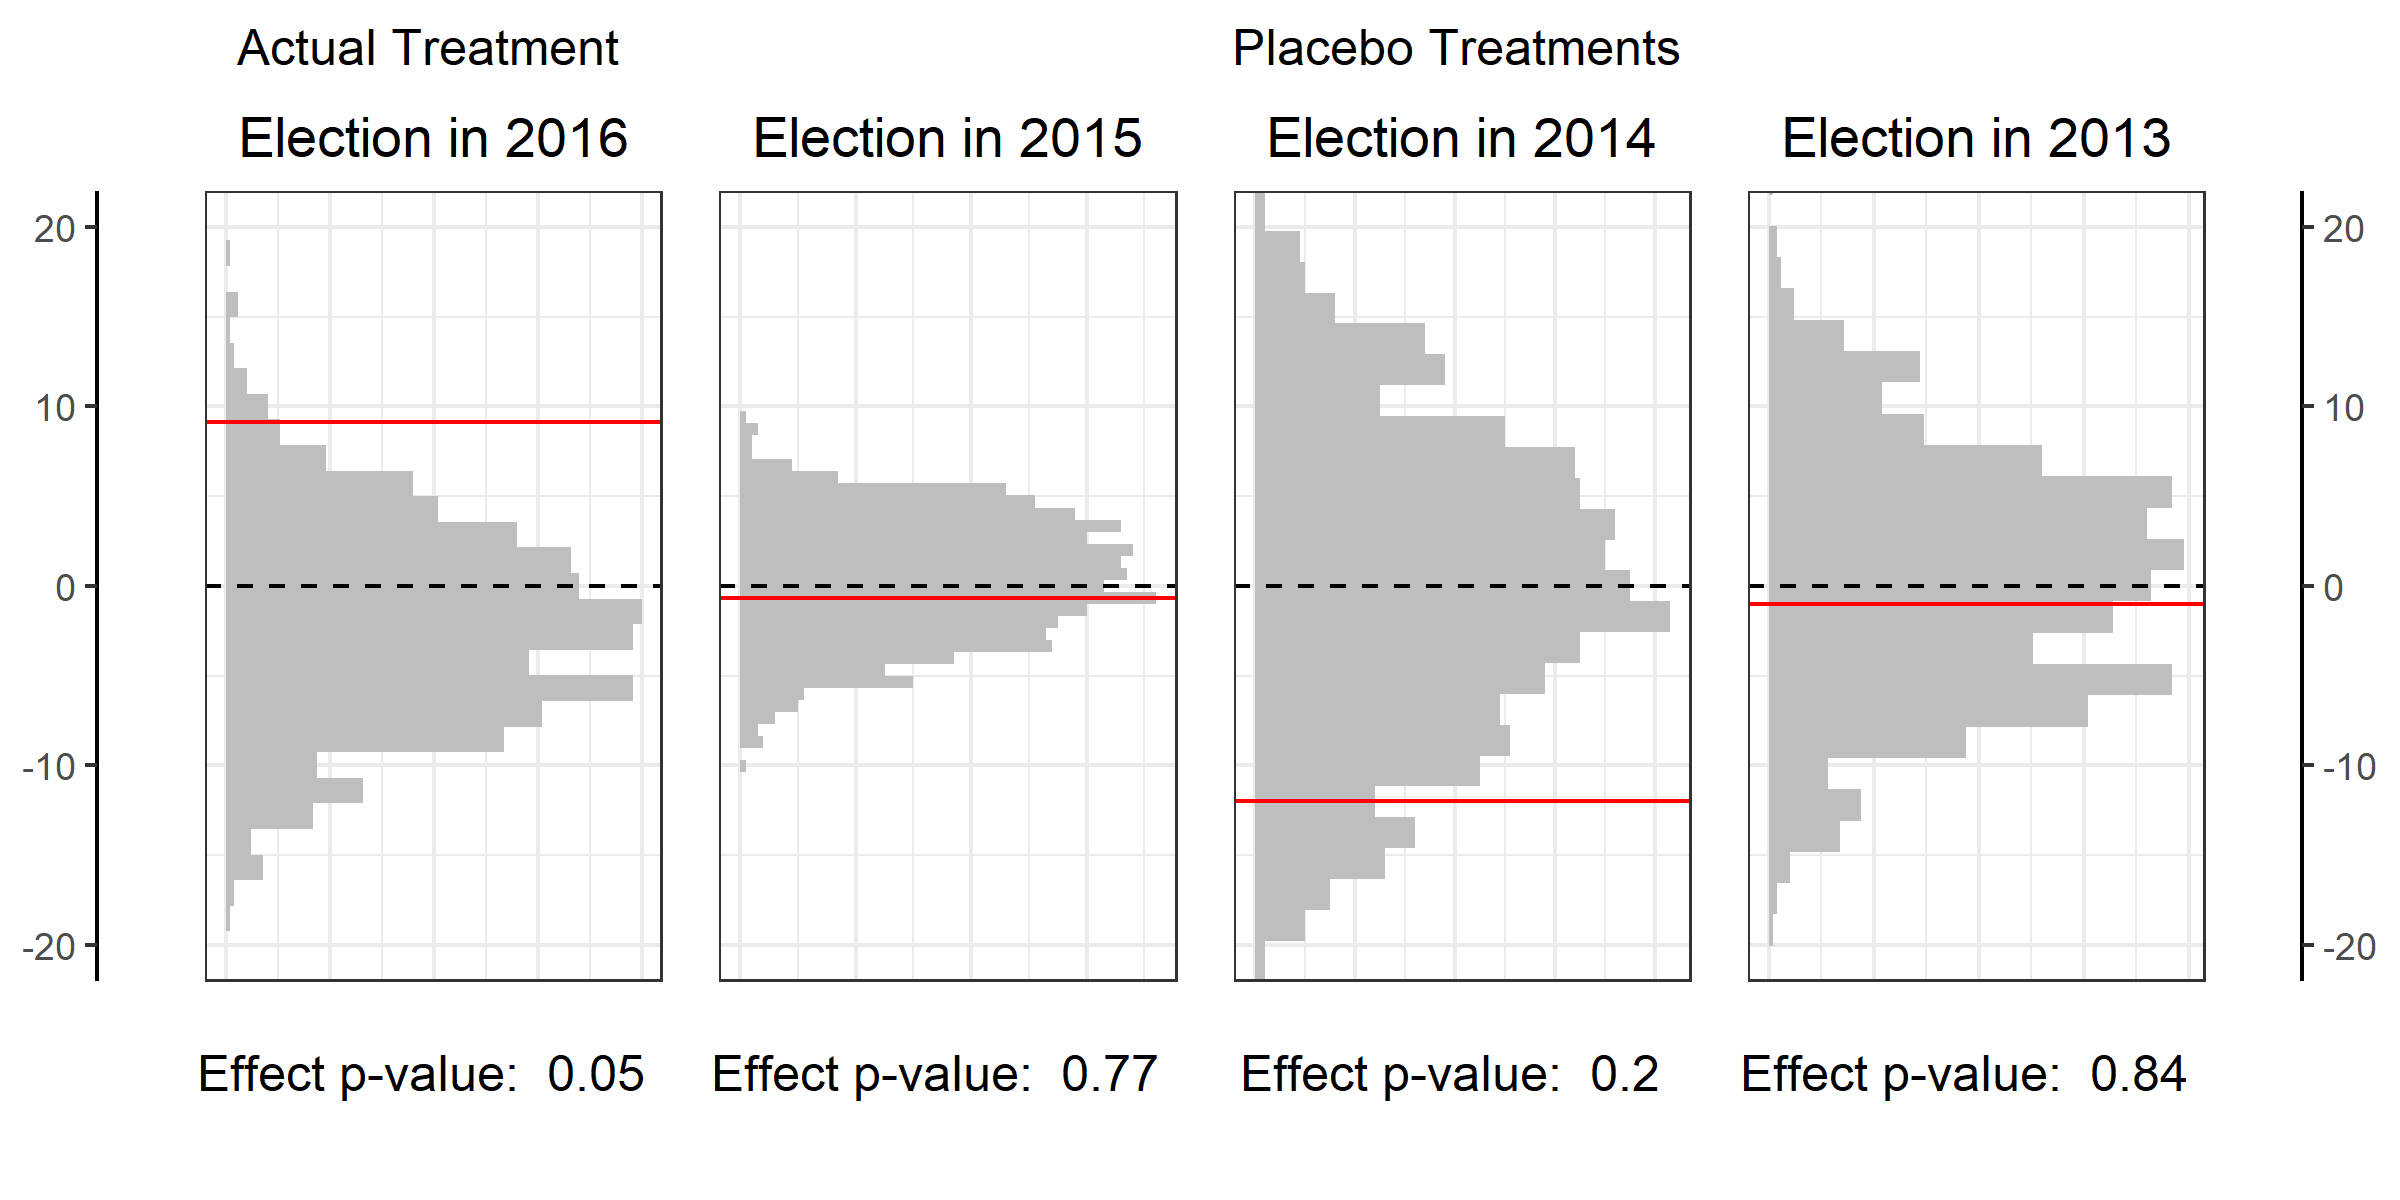 Actual Treatment Placebo Treatments
Election in 2016 Election in 2015 Election in 2014 Election in 2013
20 20
10 10
0 0
-10 -10
-20 -20
Effect p-value: 0.05 Effect p-value: 0.77 Effect p-value: 0.2 Effect p-value: 0.84